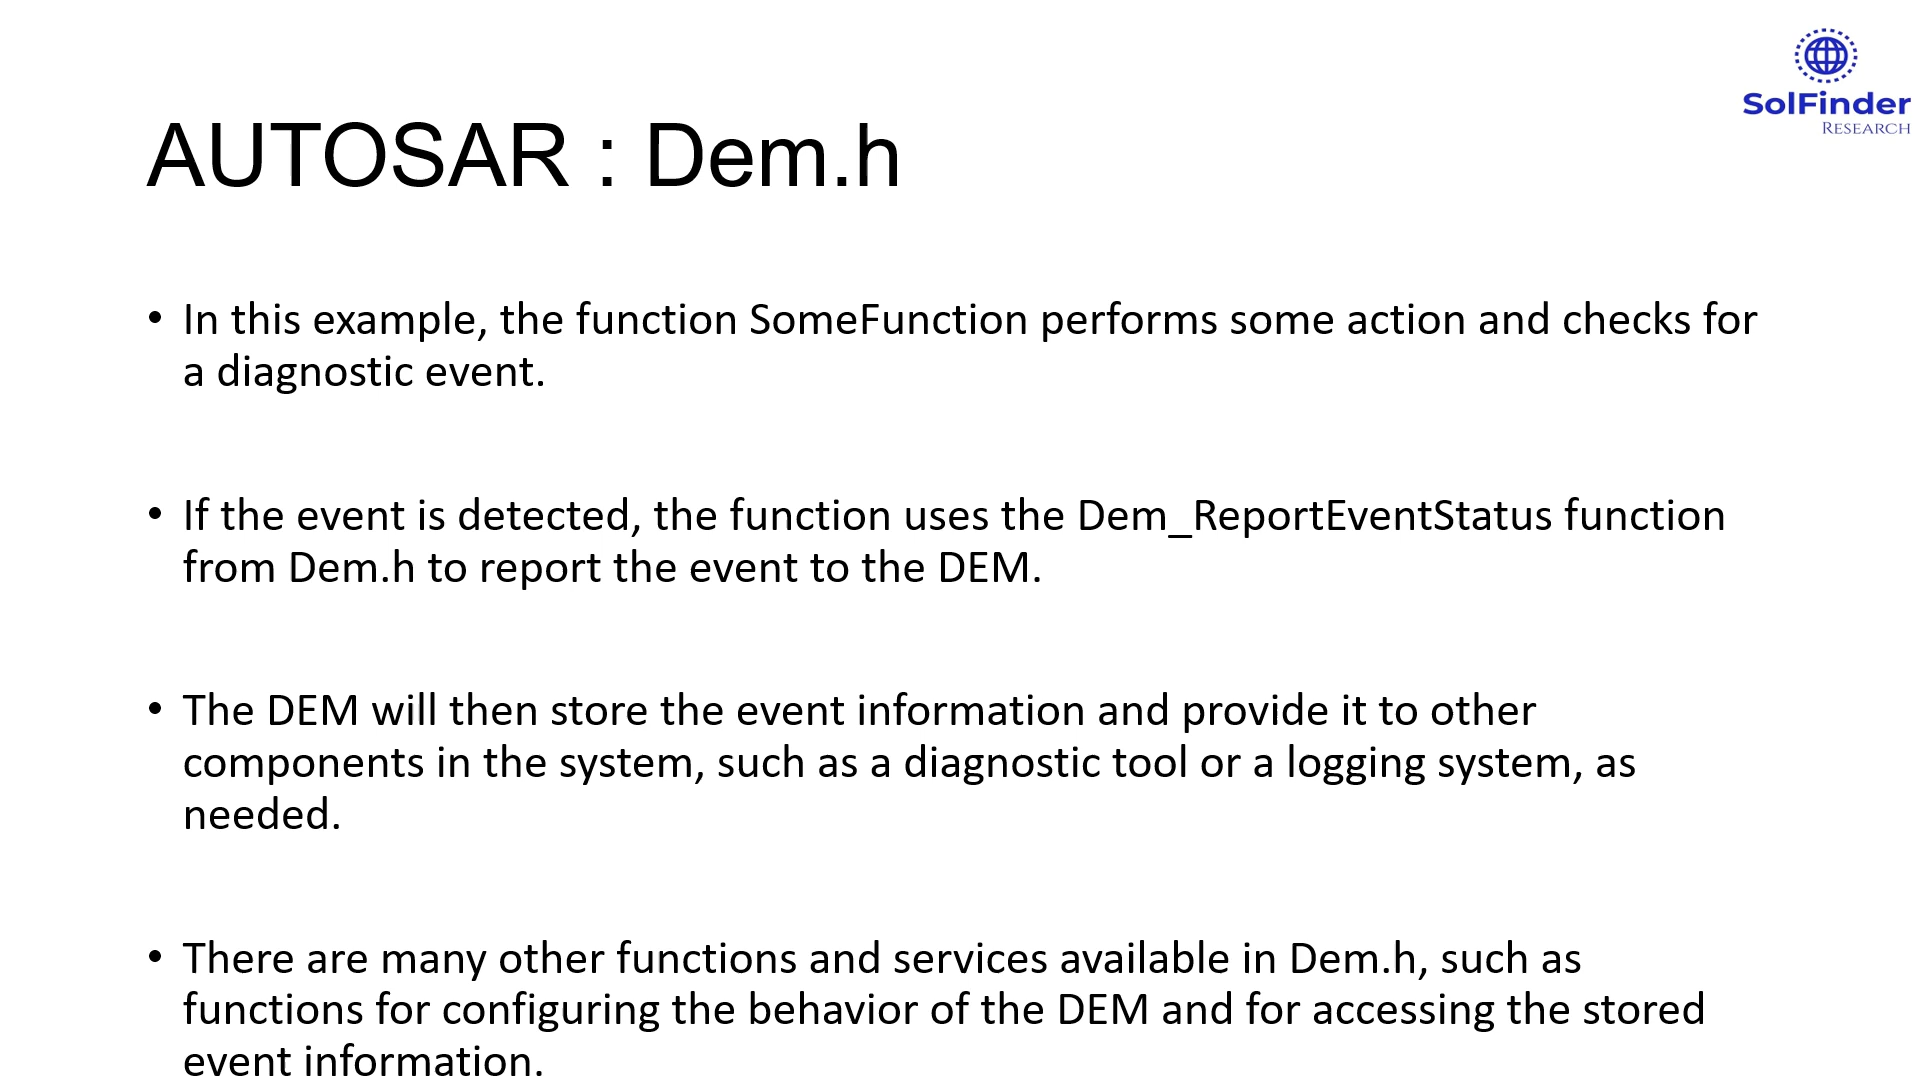 SolFinder
RESEARCH
AUTOSAR : Dem.h
• In this example, the function SomeFunction performs some action and checks for
a diagnostic event.
• If the event is detected, the function uses the Dem_ReportEventStatus function
from Dem.h to report the event to the DEM.
• The DEM will then store the event information and provide it to other
components in the system, such as a diagnostic tool or a logging system, as
needed.
• There are many other functions and services available in Dem.h, such as
functions for configuring the behavior of the DEM and for accessing the stored
event information.